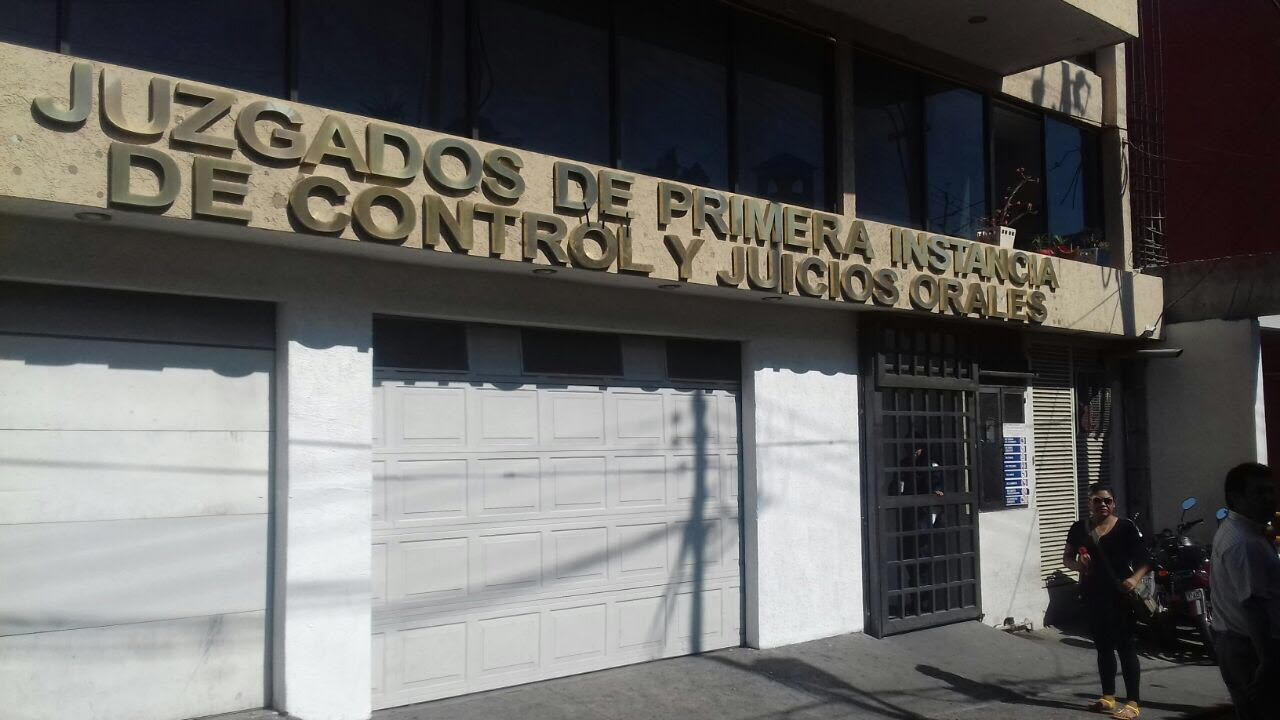 JUZGADOS DE PRIMERA INSTANCIA
DE CONTROL Y JUICIOS ORALES